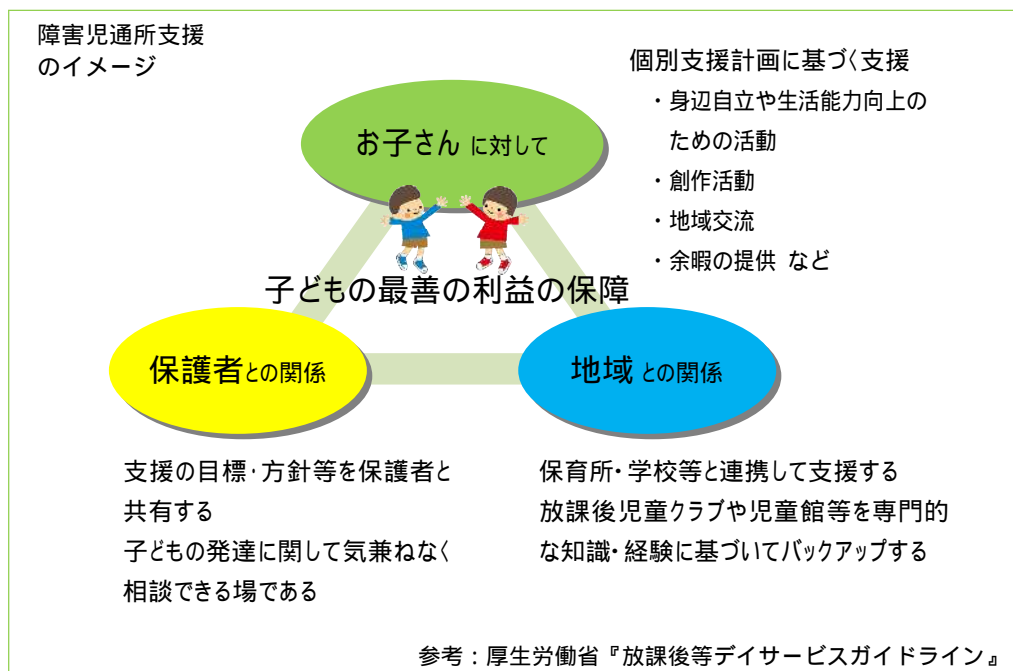 障害児通所支援
のイメージ
個別支援計画に基づく支援
・身辺自立や生活能力向上の
ための活動
・創作活動
・地域交流
・余暇の提供 など
お子さん に対して
子どもの最善の利益の保障
保護者との関係
地域 との関係
支援の目標・方針等を保護者と
共有する
子どもの発達に関して気兼ねなく
相談できる場である
保育所・学校等と連携して支援する
放課後児童クラブや児童館等を専門的
な知識・経験に基づいてバックアップする
参考：厚生労働省『放課後等デイサービスガイドライン』